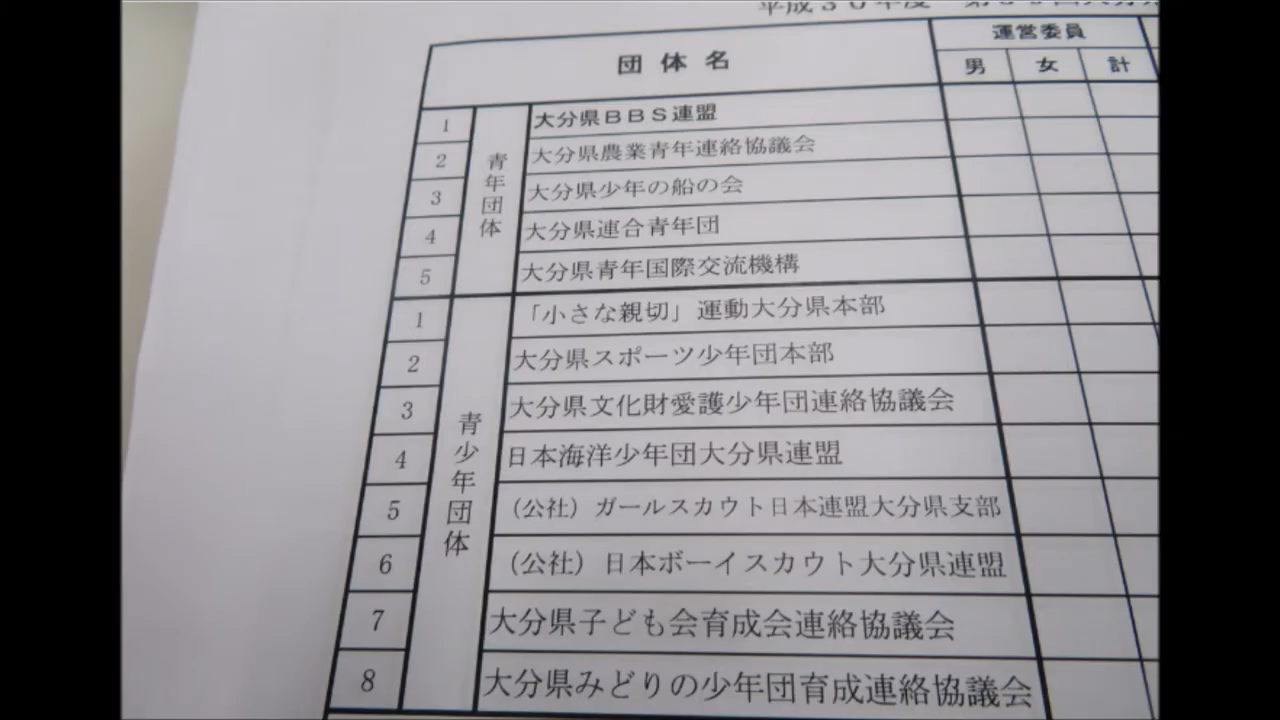 平成30年度
団体名
運営委員
男 女 計
青年団体
1 大分県BBS連盟
2 大分県農業青年連絡協議会
3 大分県少年の船の会
4 大分県連合青年団
5 大分県青年国際交流機構
青少年団体
1 「小さな親切」運動大分県本部
2 大分県スポーツ少年団本部
3 大分県文化財愛護少年団連絡協議会
4 日本海洋少年団大分県連盟
5 (公社)ガールスカウト日本連盟大分県支部
6 (公社)日本ボーイスカウト大分県連盟
7 大分県子ども会育成会連絡協議会
8 大分県みどりの少年団育成連絡協議会